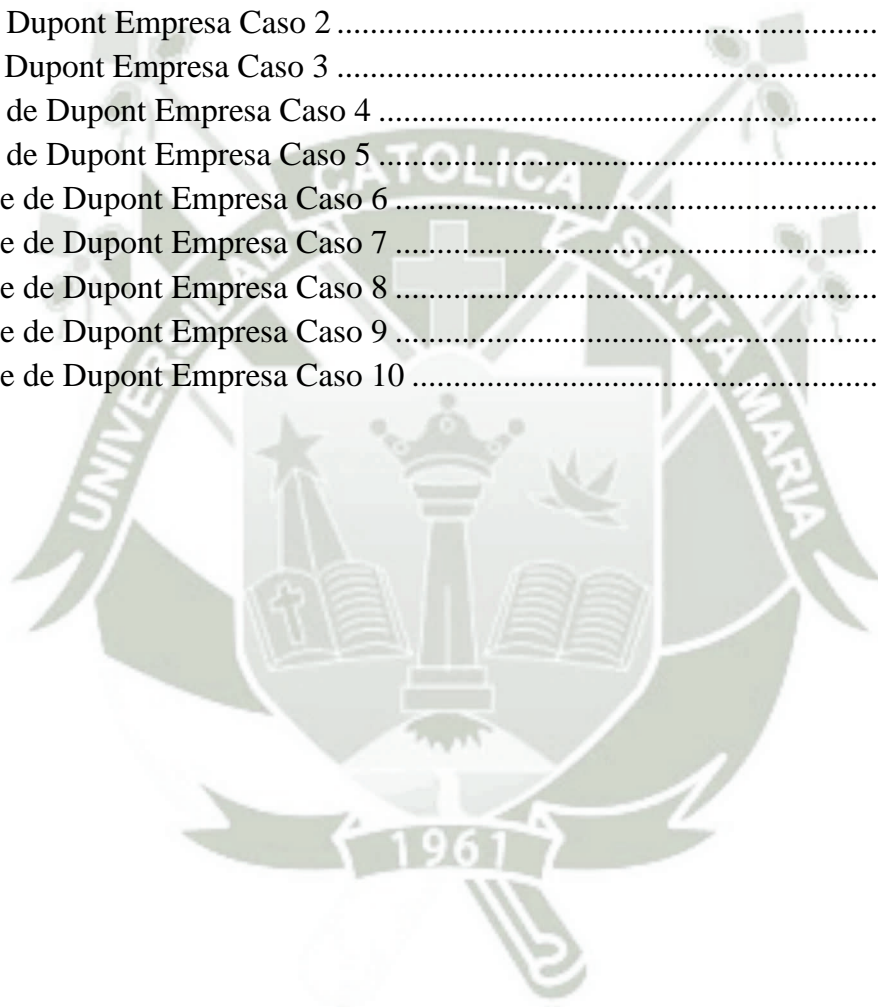 Dupont Empresa Caso 2 ................................................................................
Dupont Empresa Caso 3 ................................................................................
de Dupont Empresa Caso 4 ..........................................................................
de Dupont Empresa Caso 5 ..........................................................................
e de Dupont Empresa Caso 6 .......................................................................
e de Dupont Empresa Caso 7 .......................................................................
e de Dupont Empresa Caso 8 .......................................................................
e de Dupont Empresa Caso 9 .......................................................................
e de Dupont Empresa Caso 10 .....................................................................
UNIVERSIDAD CATOLICA SANTA MARIA
1961